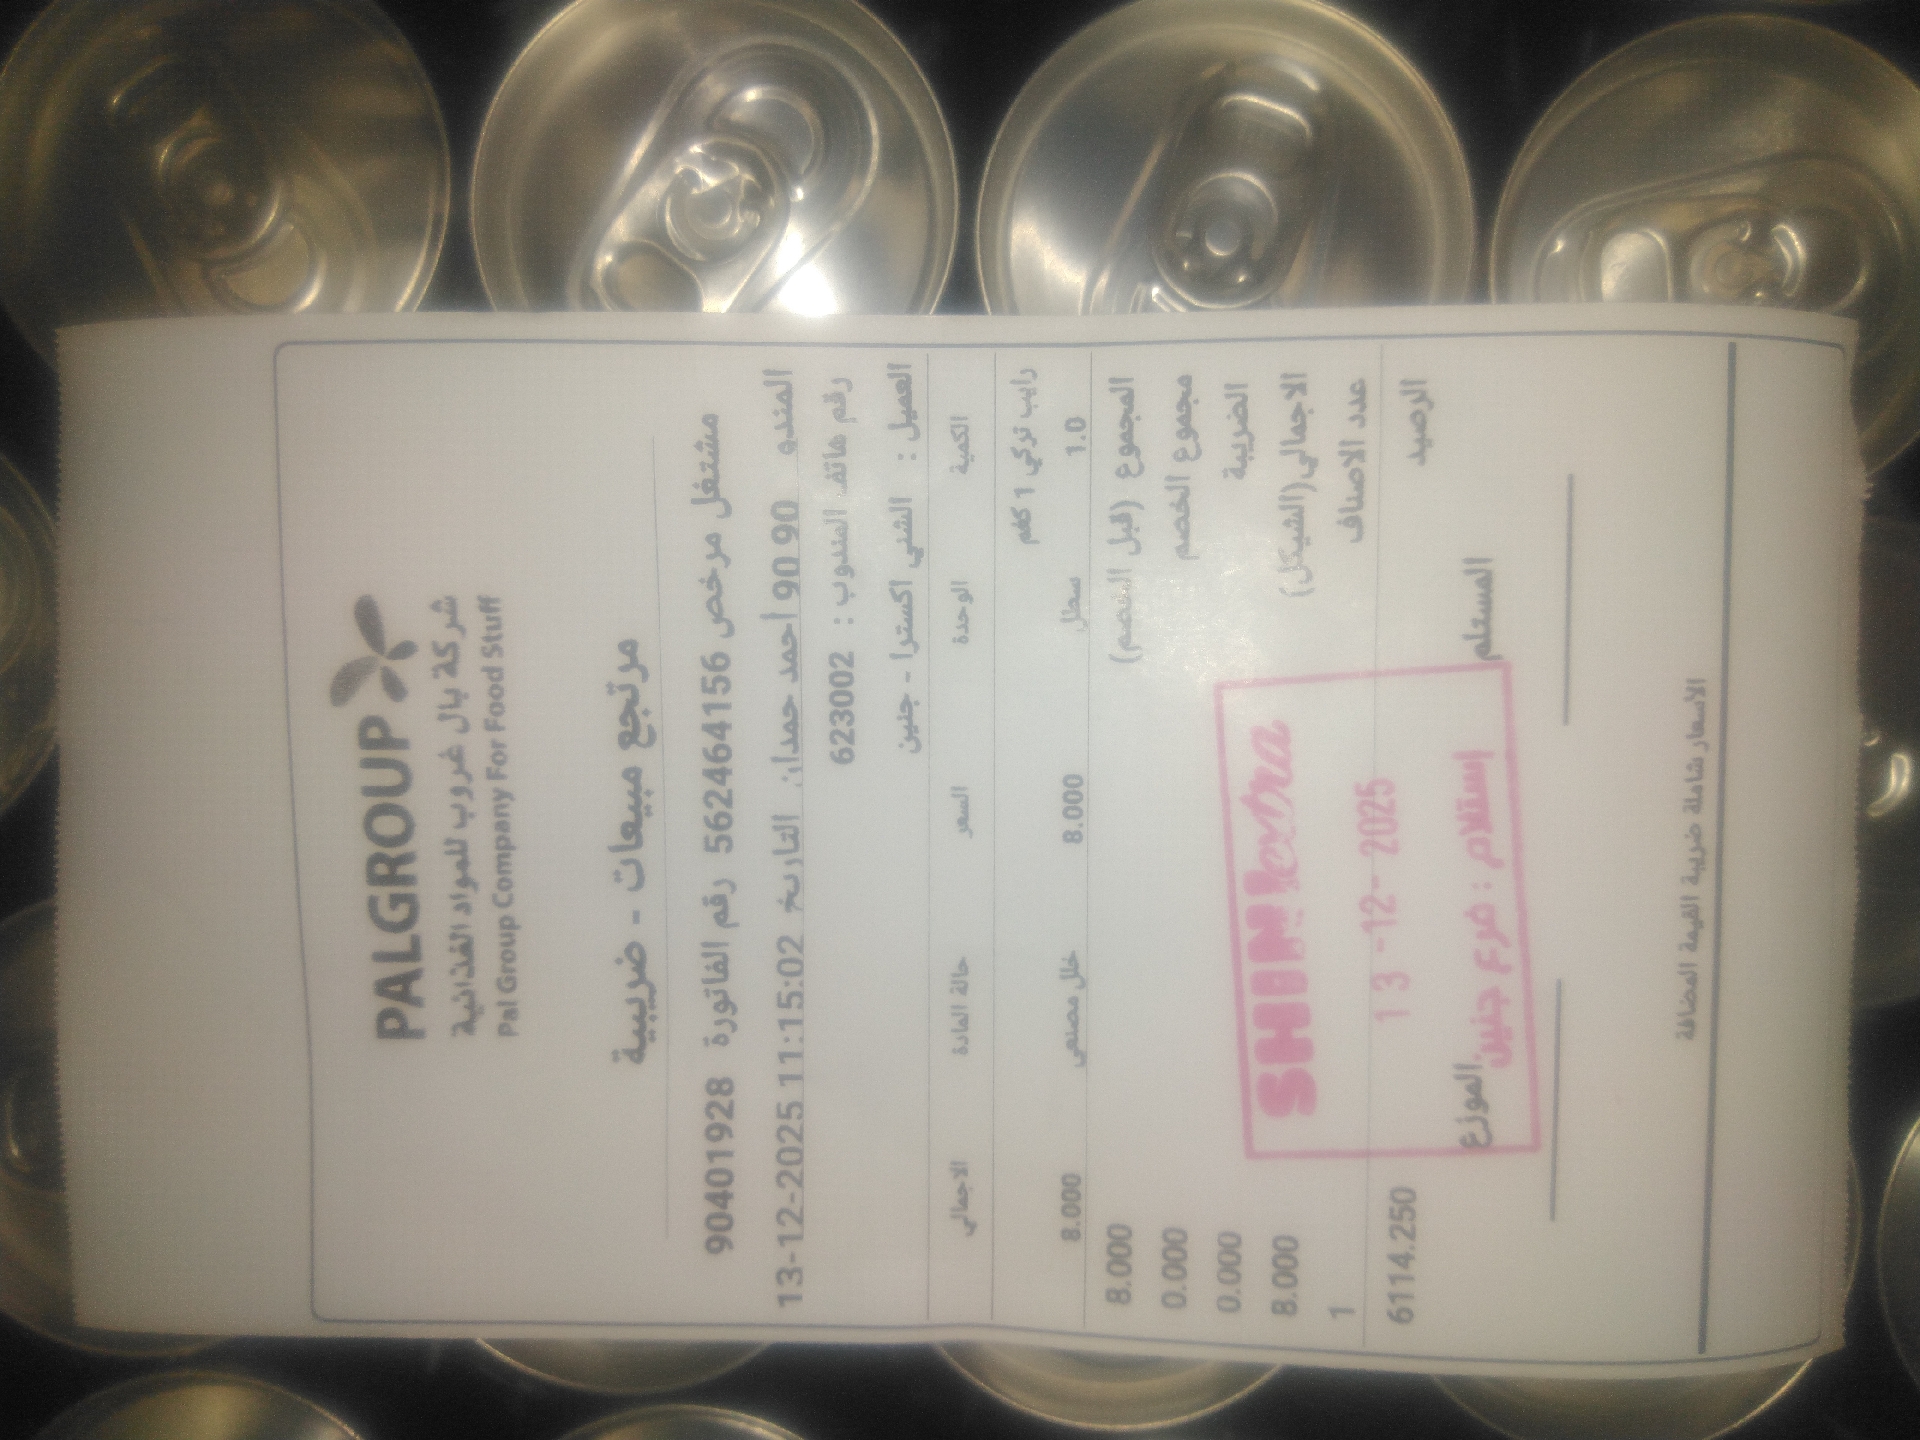 PALGROUP
شركة بال غروب للمواد الغذائية
Pal Group Company For Food Stuff
مرتجع مبيعات - ضريبية
مشتغل مرخص 562464156 رقم الفاتورة 90401928
المندو 90 90 احمد حمدان التاريخ 13-12-2025 11:15:02
رقم هاتف المندوب : 623002
العميل : الشني اكسترا - جنين
الكمية الوحدة السعر حالة المادة الاجمالي
رايب تركي 1 كغم
1.0 سطل 8.000 خلل مصنعي 8.000
المجموع (قبل الخصم) 8.000
مجموع الخصم 0.000
الضريبة 0.000
الاجمالي(الشيكل) 8.000
عدد الاصناف 1
الرصيد 6114.250
المستلم الموزع
SHINI extra
13 -12- 2025
إستلام : فرع جنين
الاسعار شاملة ضريبة القيمة المضافة